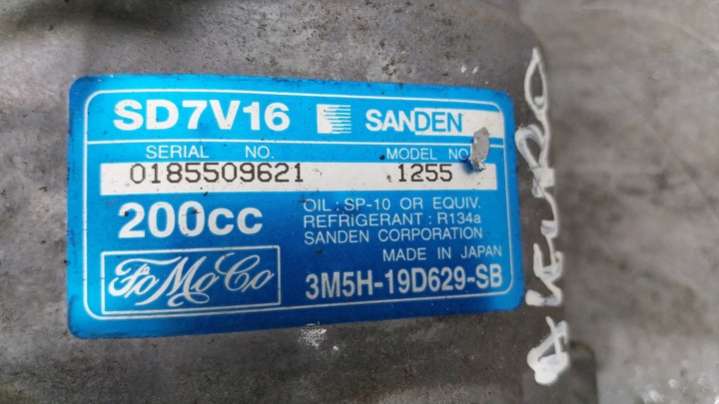 SD7V16 SANDEN
SERIAL NO. MODEL NO.
0185509621 1255
200cc
OIL : SP-10 OR EQUIV.
REFRIGERANT : R134a
SANDEN CORPORATION
MADE IN JAPAN
FoMoCo
3M5H-19D629-SB